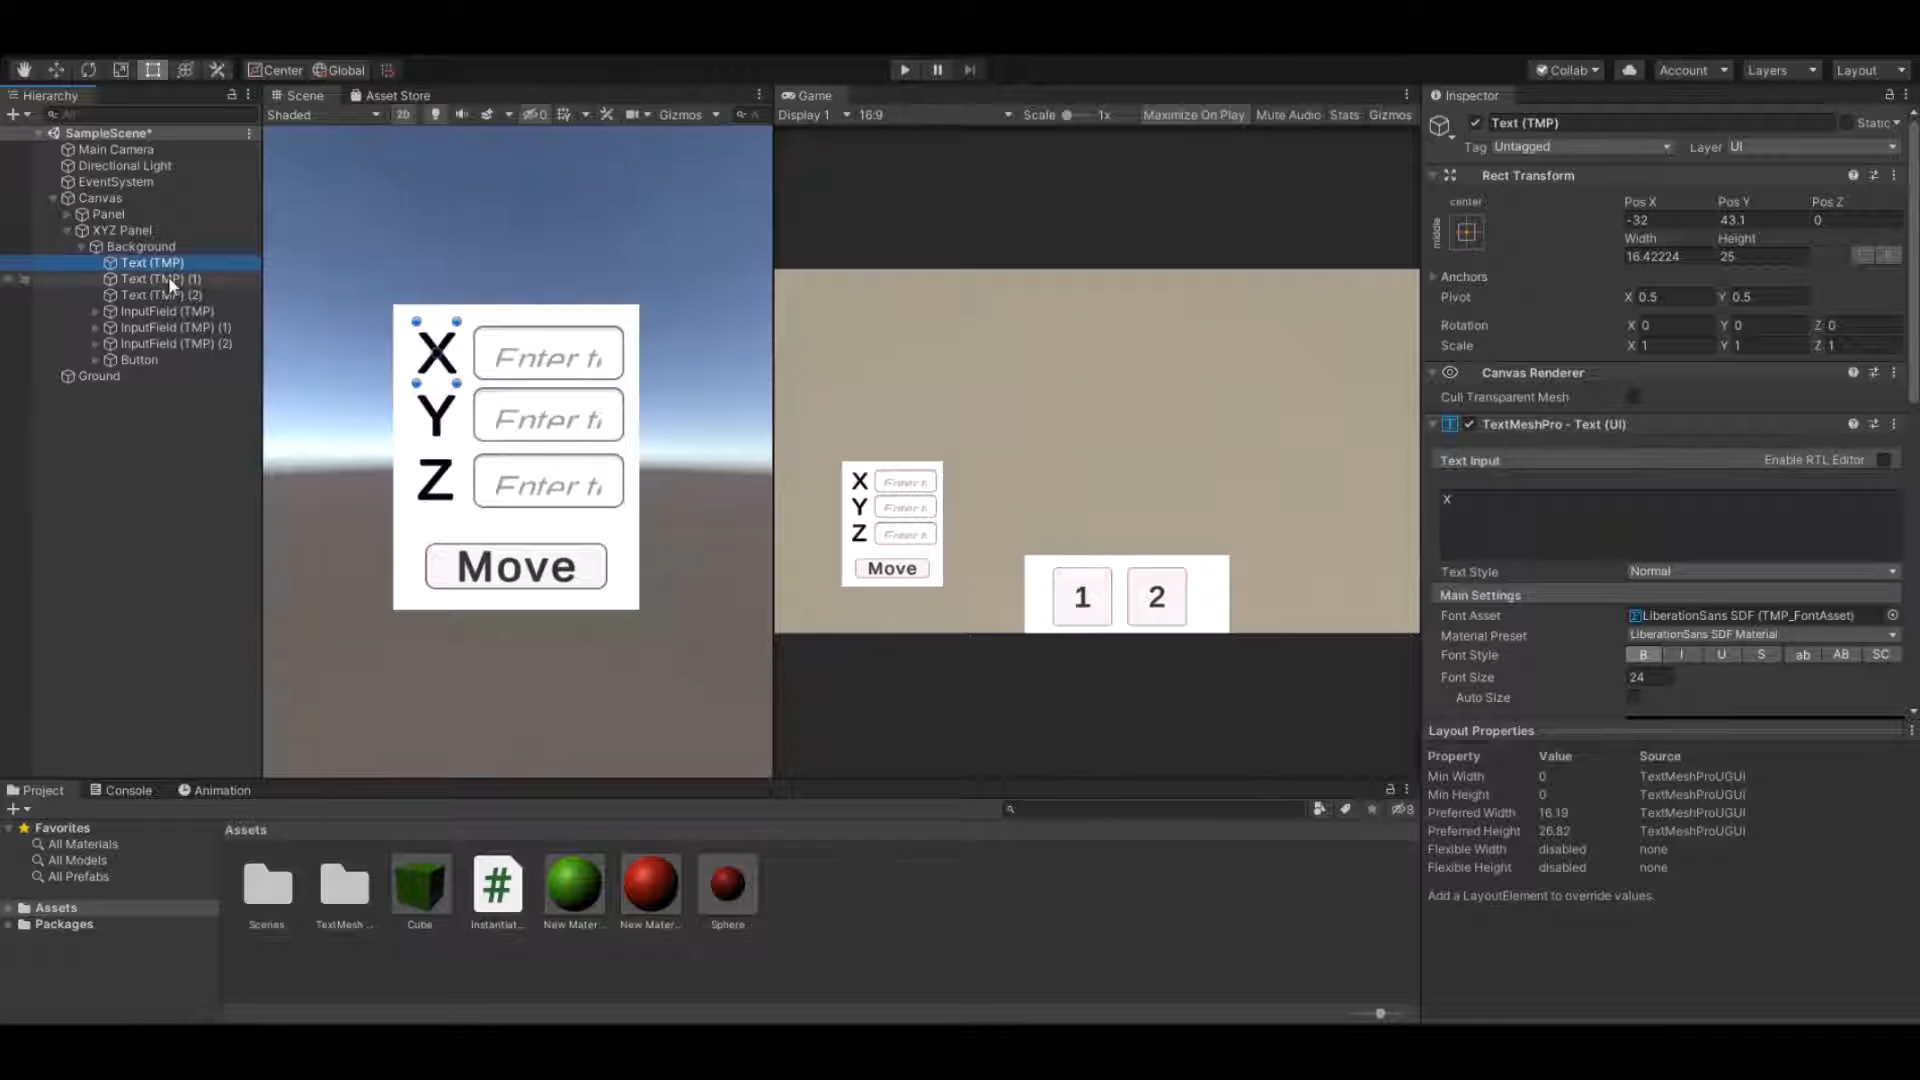 Center Global
Collab Account Layers Layout
Hierarchy
All
SampleScene*
Main Camera
Directional Light
EventSystem
Canvas
Panel
XYZ Panel
Background
Text (TMP)
Text (TMP) (1)
Text (TMP) (2)
InputField (TMP)
InputField (TMP) (1)
InputField (TMP) (2)
Button
Ground
Scene Asset Store
Shaded 2D 0 Gizmos
X Enter t
Y Enter t
Z Enter t
Move
Game
Display 1 16:9 Scale 1x Maximize On Play Mute Audio Stats Gizmos
X Enter t
Y Enter t
Z Enter t
Move
1 2
Inspector
Text (TMP) Static
Tag Untagged Layer UI
Rect Transform
center
middle
Pos X Pos Y Pos Z
-32 43.1 0
Width Height
16.42224 25
Anchors
Pivot X 0.5 Y 0.5
Rotation X 0 Y 0 Z 0
Scale X 1 Y 1 Z 1
Canvas Renderer
Cull Transparent Mesh
TextMeshPro - Text (UI)
Text Input Enable RTL Editor
X
Text Style Normal
Main Settings
Font Asset LiberationSans SDF (TMP_FontAsset)
Material Preset LiberationSans SDF Material
Font Style B I U S ab AB SC
Font Size 24
Auto Size
Layout Properties
Property Value Source
Min Width 0 TextMeshProUGUI
Min Height 0 TextMeshProUGUI
Preferred Width 16.19 TextMeshProUGUI
Preferred Height 26.82 TextMeshProUGUI
Flexible Width disabled none
Flexible Height disabled none
Add a LayoutElement to override values.
Project Console Animation
8
Favorites
All Materials
All Models
All Prefabs
Assets
Packages
Assets
Scenes TextMesh ... Cube Instantiat... New Mater... New Mater... Sphere